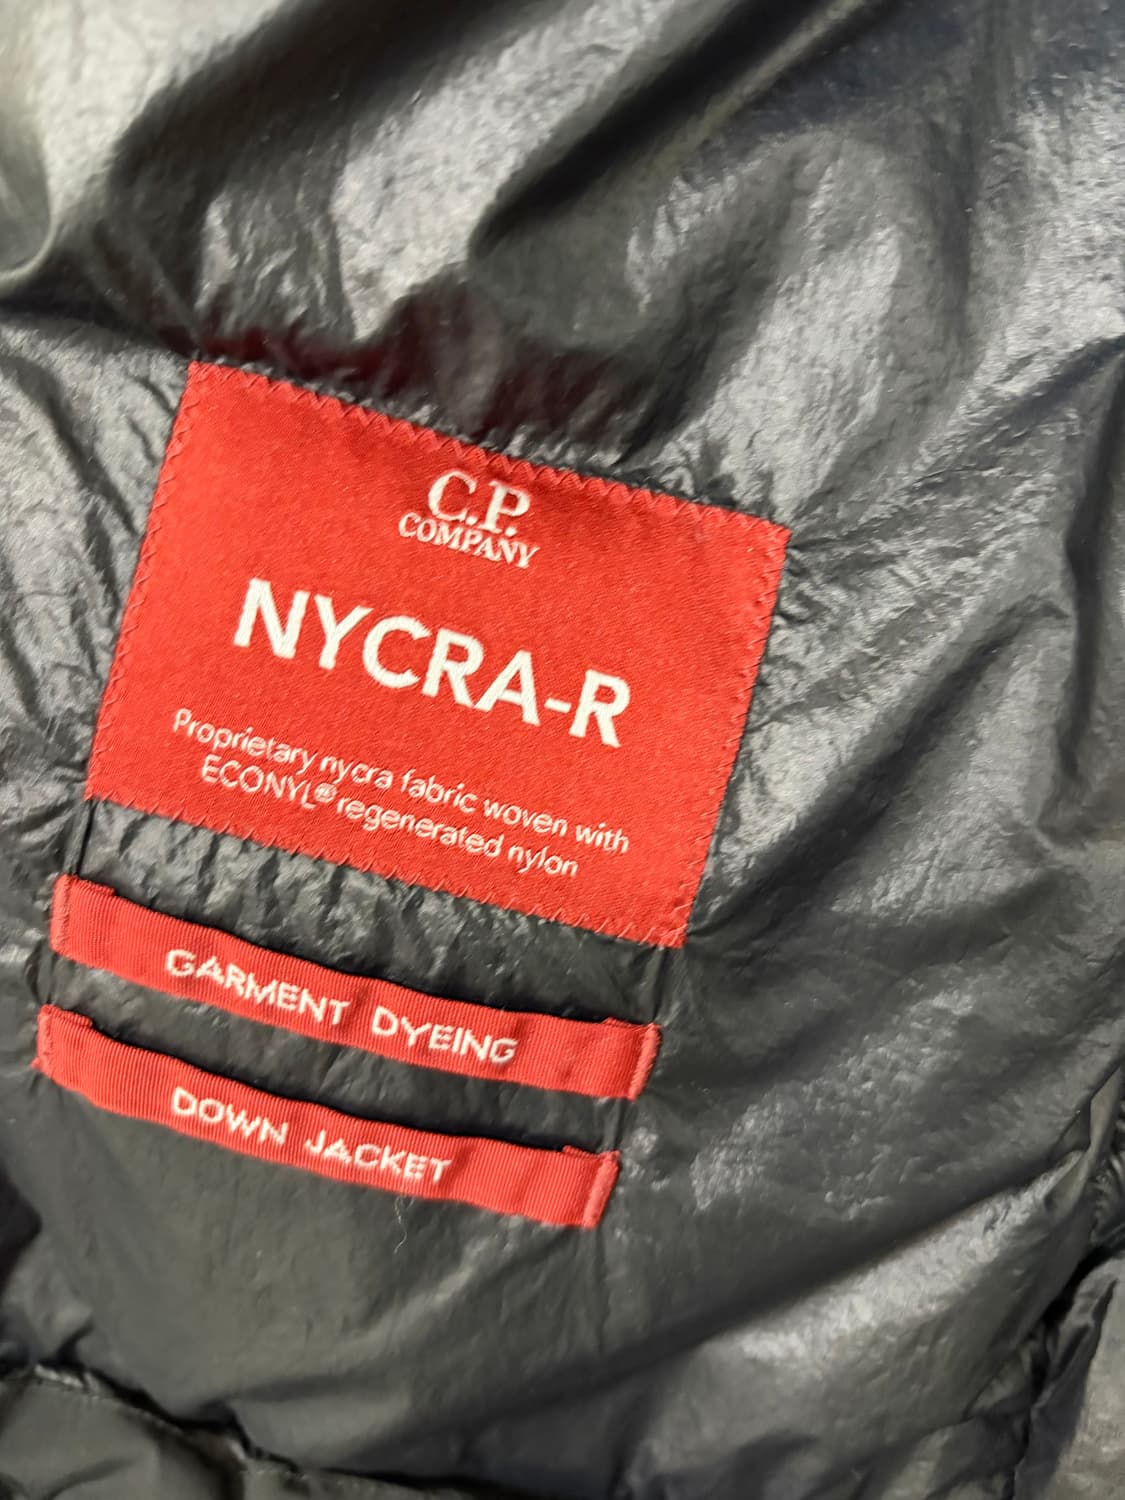 C.P.
COMPANY
NYCRA-R
Proprietary nycra fabric woven with
ECONYL® regenerated nylon
GARMENT DYEING
DOWN JACKET